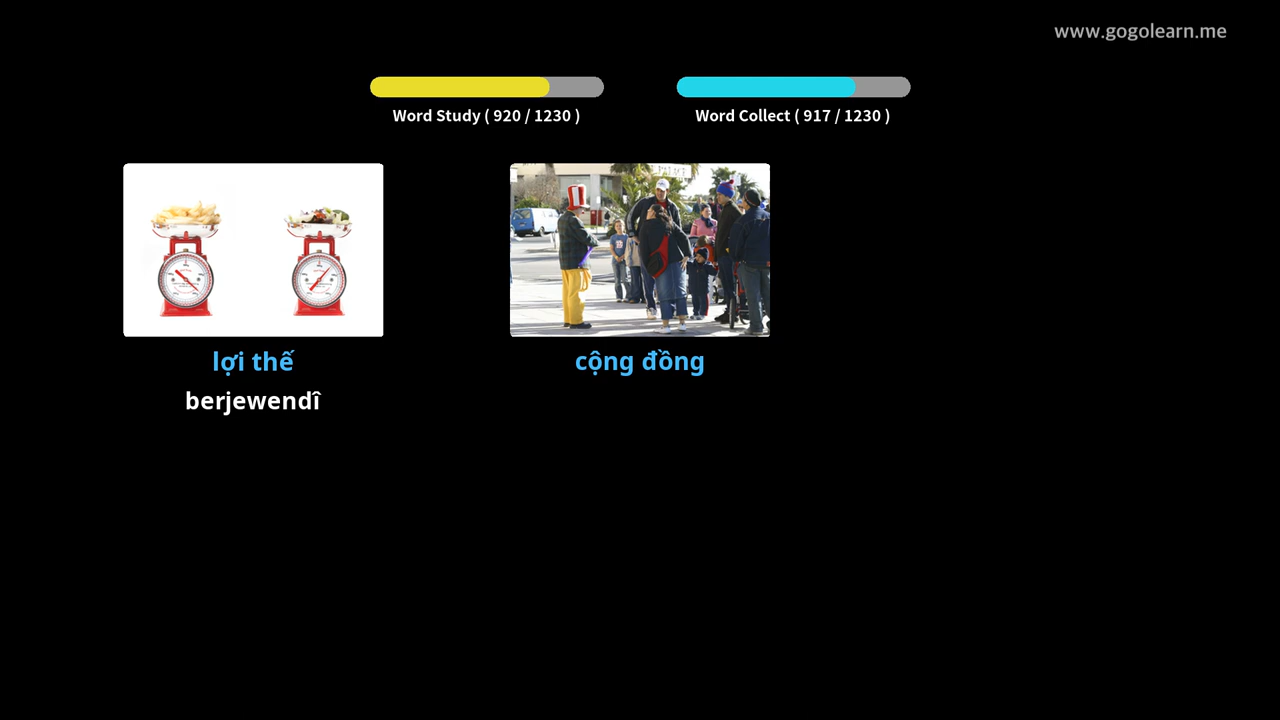 www.gogolearn.me
Word Study ( 920 / 1230 )
Word Collect ( 917 / 1230 )
lợi thế
berjewendî
cộng đồng